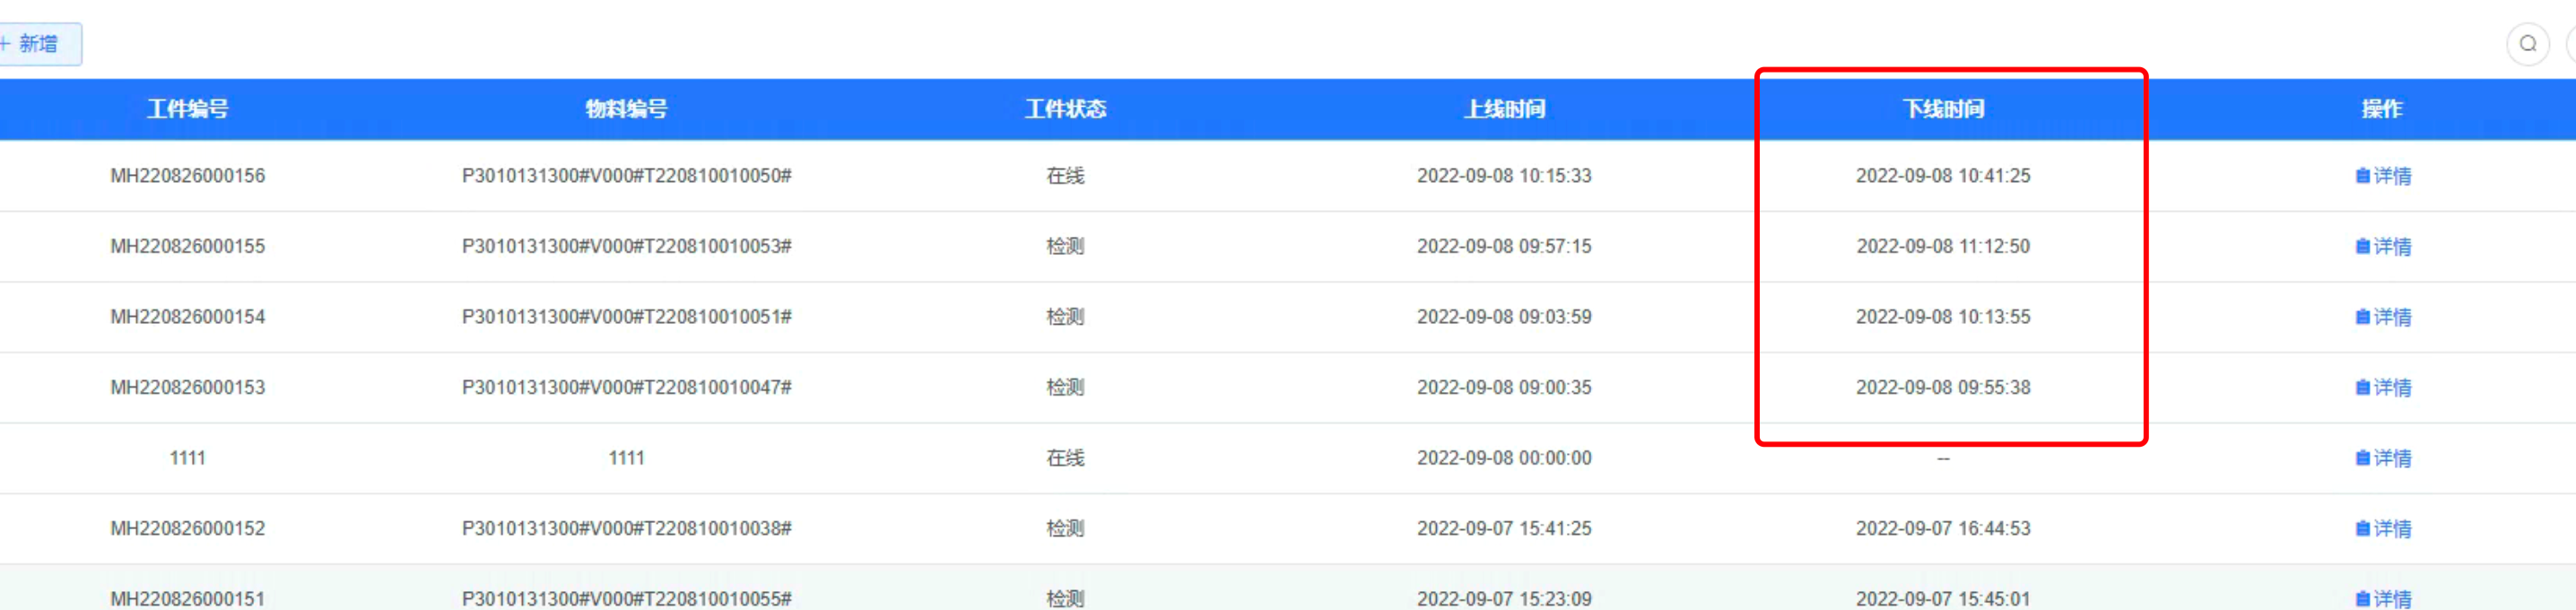 + 新增
工件编号 物料编号 工件状态 上线时间 下线时间 操作
MH220826000156 P3010131300#V000#T220810010050# 在线 2022-09-08 10:15:33 2022-09-08 10:41:25 详情
MH220826000155 P3010131300#V000#T220810010053# 检测 2022-09-08 09:57:15 2022-09-08 11:12:50 详情
MH220826000154 P3010131300#V000#T220810010051# 检测 2022-09-08 09:03:59 2022-09-08 10:13:55 详情
MH220826000153 P3010131300#V000#T220810010047# 检测 2022-09-08 09:00:35 2022-09-08 09:55:38 详情
1111 1111 在线 2022-09-08 00:00:00 -- 详情
MH220826000152 P3010131300#V000#T220810010038# 检测 2022-09-07 15:41:25 2022-09-07 16:44:53 详情
MH220826000151 P3010131300#V000#T220810010055# 检测 2022-09-07 15:23:09 2022-09-07 15:45:01 详情